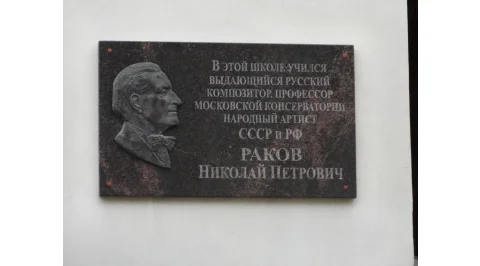 В ЭТОЙ ШКОЛЕ УЧИЛСЯ
ВЫДАЮЩИЙСЯ РУССКИЙ
КОМПОЗИТОР, ПРОФЕССОР
МОСКОВСКОЙ КОНСЕРВАТОРИИ
НАРОДНЫЙ АРТИСТ
СССР и РФ
РАКОВ
НИКОЛАЙ ПЕТРОВИЧ